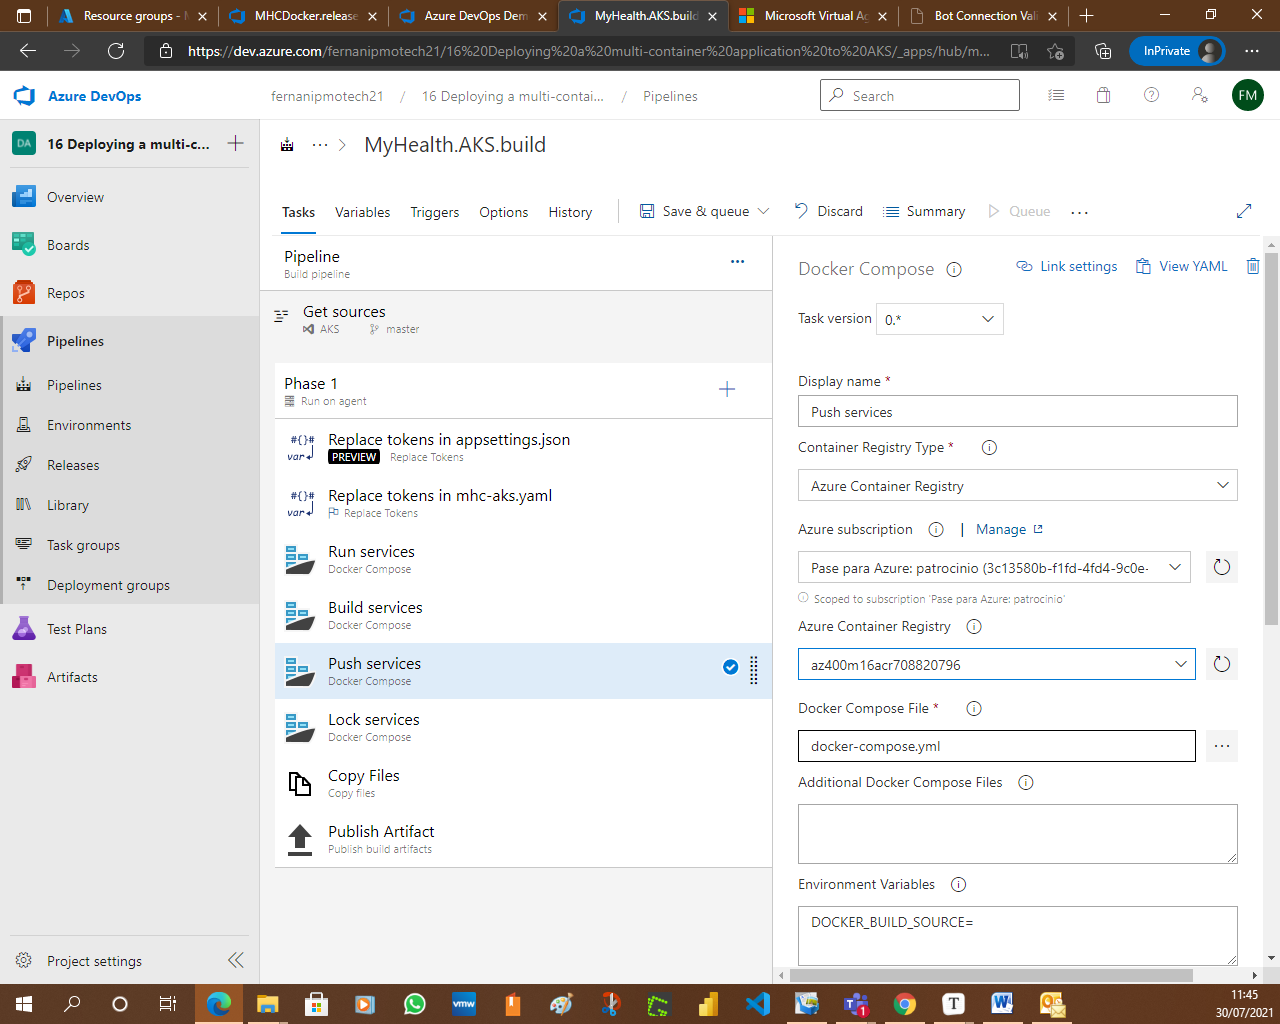 Resource groups - M
MHCDocker.release
Azure DevOps Dem
MyHealth.AKS.build
Microsoft Virtual Ag
Bot Connection Vali
https://dev.azure.com/fernanipmotech21/16%20Deploying%20a%20multi-container%20application%20to%20AKS/_apps/hub/m...
InPrivate
Azure DevOps
fernanipmotech21 / 16 Deploying a multi-contai... / Pipelines
Search
FM
DA
16 Deploying a multi-c...
Overview
Boards
Repos
Pipelines
Pipelines
Environments
Releases
Library
Task groups
Deployment groups
Test Plans
Artifacts
Project settings
... > MyHealth.AKS.build
Tasks Variables Triggers Options History Save & queue Discard Summary Queue ...
Pipeline
Build pipeline
Get sources
AKS master
Phase 1
Run on agent
#{}#
var
Replace tokens in appsettings.json
PREVIEW Replace Tokens
#{}#
var
Replace tokens in mhc-aks.yaml
Replace Tokens
Run services
Docker Compose
Build services
Docker Compose
Push services
Docker Compose
Lock services
Docker Compose
Copy Files
Copy files
Publish Artifact
Publish build artifacts
Docker Compose
Link settings View YAML
Task version 0.*
Display name *
Push services
Container Registry Type *
Azure Container Registry
Azure subscription | Manage
Pase para Azure: patrocinio (3c13580b-f1fd-4fd4-9c0e-
Scoped to subscription 'Pase para Azure: patrocinio'
Azure Container Registry
az400m16acr708820796
Docker Compose File *
docker-compose.yml
Additional Docker Compose Files
Environment Variables
DOCKER_BUILD_SOURCE=
vmw
1
T
11:45
30/07/2021